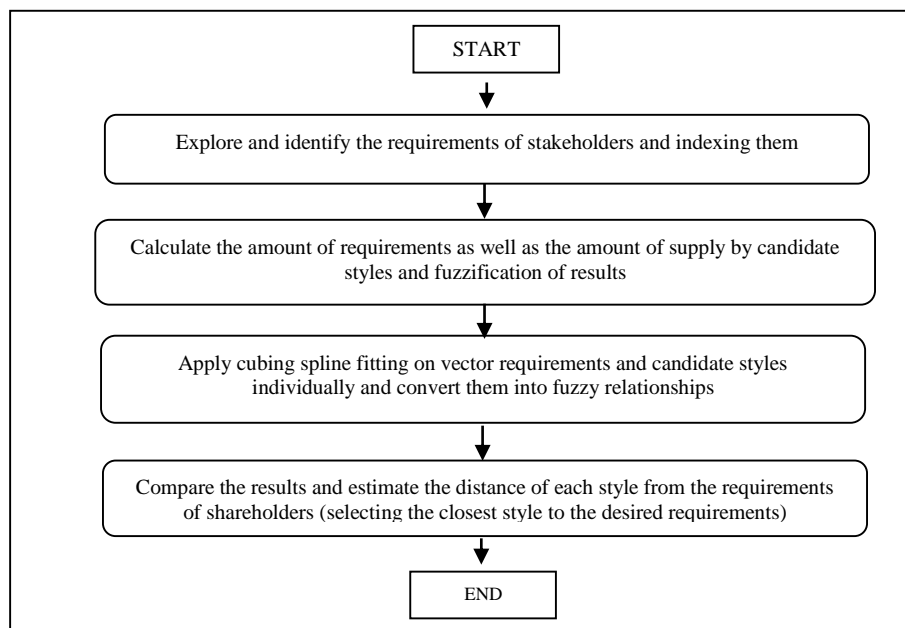 START
Explore and identify the requirements of stakeholders and indexing them
Calculate the amount of requirements as well as the amount of supply by candidate
styles and fuzzification of results
Apply cubing spline fitting on vector requirements and candidate styles
individually and convert them into fuzzy relationships
Compare the results and estimate the distance of each style from the requirements
of shareholders (selecting the closest style to the desired requirements)
END